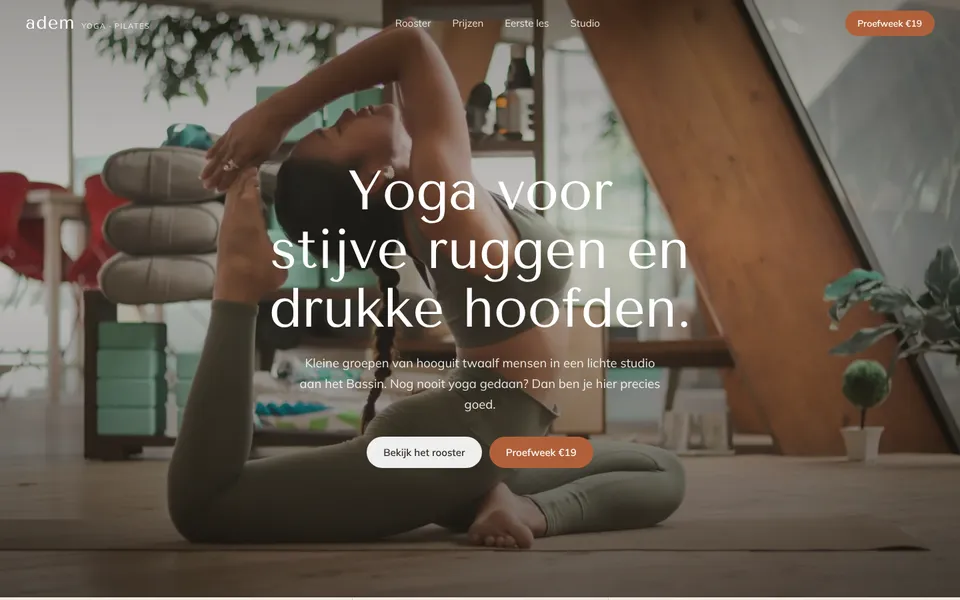 adem YOGA · PILATES
Rooster Prijzen Eerste les Studio
Proefweek €19
Yoga voor
stijve ruggen en
drukke hoofden.
Kleine groepen van hooguit twaalf mensen in een lichte studio
aan het Bassin. Nog nooit yoga gedaan? Dan ben je hier precies
goed.
Bekijk het rooster Proefweek €19